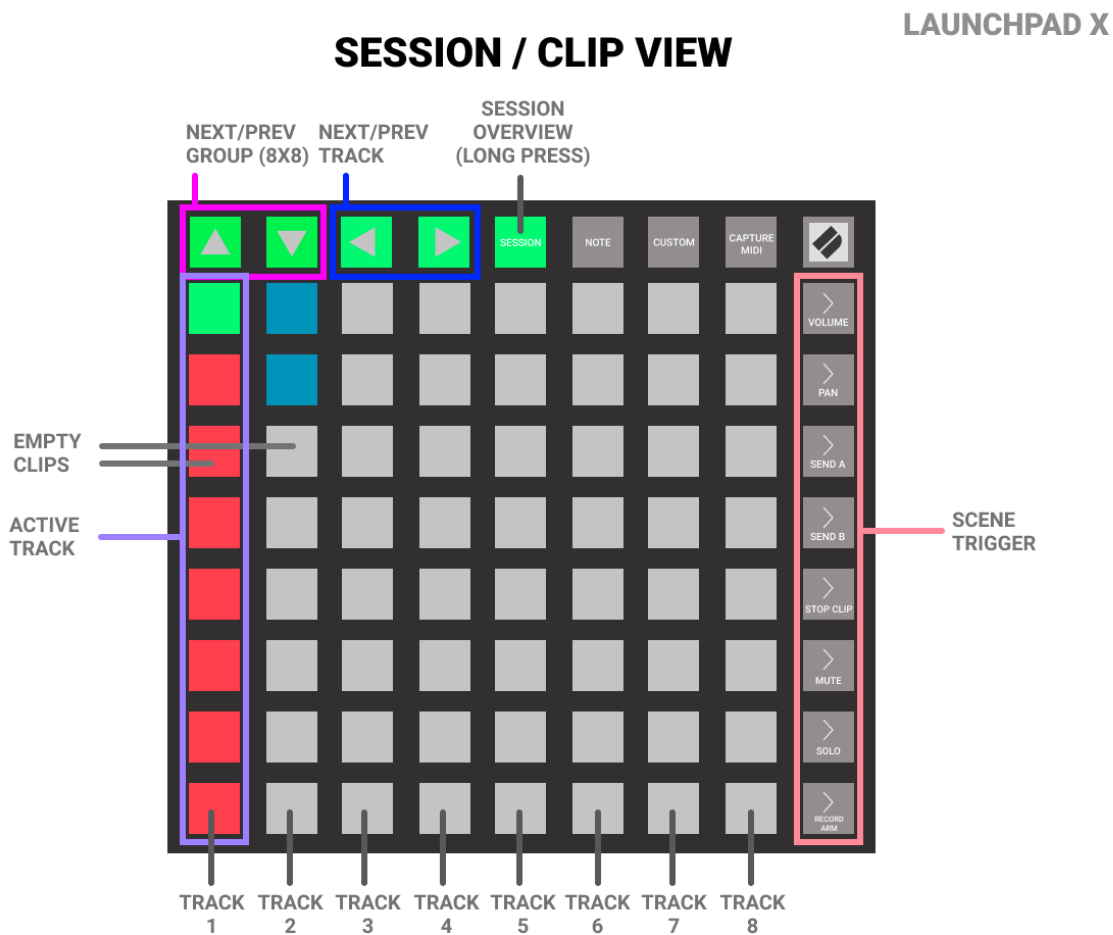 LAUNCHPAD X
SESSION / CLIP VIEW
SESSION
OVERVIEW
(LONG PRESS)
NEXT/PREV
GROUP (8X8)
NEXT/PREV
TRACK
SESSION
NOTE
CUSTOM
CAPTURE
MIDI
VOLUME
PAN
EMPTY
CLIPS
SEND A
ACTIVE
TRACK
SEND B
SCENE
TRIGGER
STOP CLIP
MUTE
SOLO
RECORD
ARM
TRACK
1
TRACK
2
TRACK
3
TRACK
4
TRACK
5
TRACK
6
TRACK
7
TRACK
8